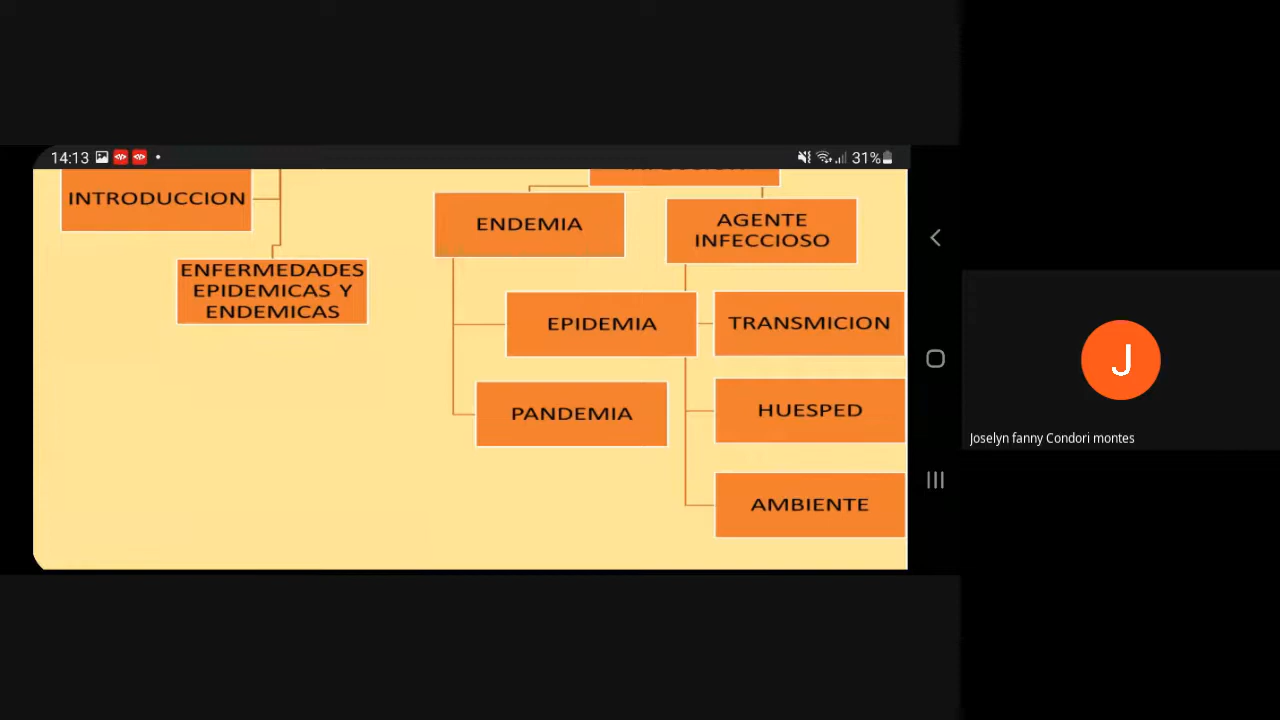 14:13
31%
INTRODUCCION
ENDEMIA
AGENTE
INFECCIOSO
ENFERMEDADES
EPIDEMICAS Y
ENDEMICAS
EPIDEMIA
TRANSMICION
PANDEMIA
HUESPED
AMBIENTE
J
Joselyn fanny Condori montes